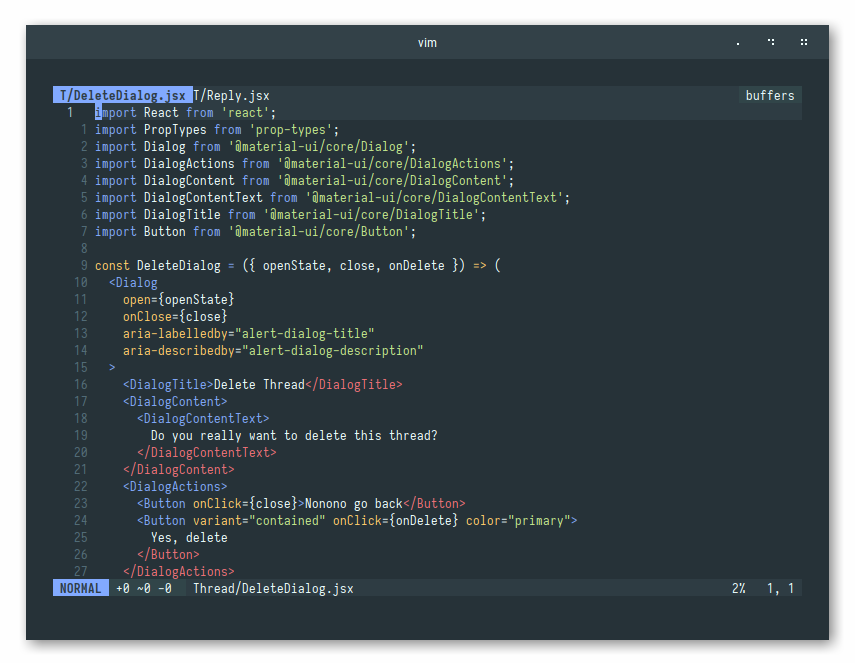 vim
T/DeleteDialog.jsx T/Reply.jsx buffers
1 import React from 'react';
1 import PropTypes from 'prop-types';
2 import Dialog from '@material-ui/core/Dialog';
3 import DialogActions from '@material-ui/core/DialogActions';
4 import DialogContent from '@material-ui/core/DialogContent';
5 import DialogContentText from '@material-ui/core/DialogContentText';
6 import DialogTitle from '@material-ui/core/DialogTitle';
7 import Button from '@material-ui/core/Button';
8
9 const DeleteDialog = ({ openState, close, onDelete }) => (
10   <Dialog
11     open={openState}
12     onClose={close}
13     aria-labelledby="alert-dialog-title"
14     aria-describedby="alert-dialog-description"
15   >
16     <DialogTitle>Delete Thread</DialogTitle>
17     <DialogContent>
18       <DialogContentText>
19         Do you really want to delete this thread?
20       </DialogContentText>
21     </DialogContent>
22     <DialogActions>
23       <Button onClick={close}>Nonono go back</Button>
24       <Button variant="contained" onClick={onDelete} color="primary">
25         Yes, delete
26       </Button>
27     </DialogActions>
NORMAL +0 ~0 -0 Thread/DeleteDialog.jsx 2% 1, 1